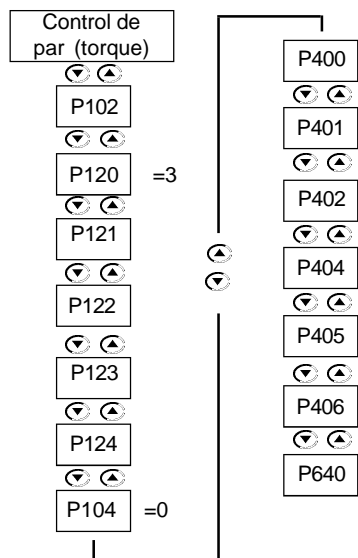 Control de
par (torque)
P102
P120 =3
P121
P122
P123
P124
P104 =0
P400
P401
P402
P404
P405
P406
P640